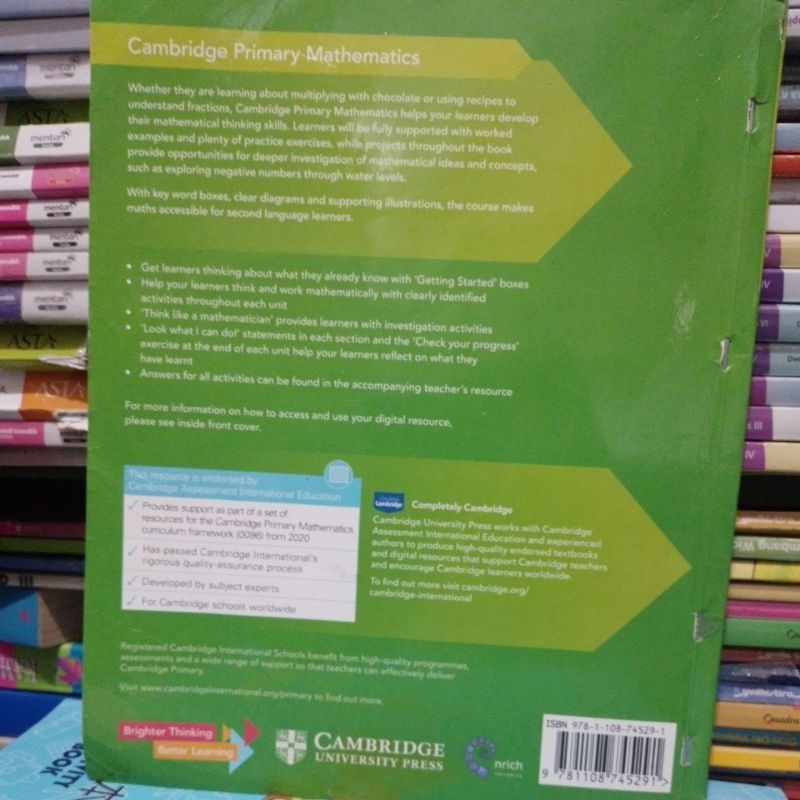 Cambridge Primary Mathematics
Whether they are learning about multiplying with chocolate or using recipes to
understand fractions, Cambridge Primary Mathematics helps your learners develop
their mathematical thinking skills. Learners will be fully supported with worked
examples and plenty of practice exercises, while projects throughout the book
provide opportunities for deeper investigation of mathematical ideas and concepts,
such as exploring negative numbers through water levels.
With key word boxes, clear diagrams and supporting illustrations, the course makes
maths accessible for second language learners.
• Get learners thinking about what they already know with 'Getting Started' boxes
• Help your learners think and work mathematically with clearly identified
activities throughout each unit
• 'Think like a mathematician' provides learners with investigation activities
• 'Look what I can do!' statements in each section and the 'Check your progress'
exercise at the end of each unit help your learners reflect on what they
have learnt
• Answers for all activities can be found in the accompanying teacher's resource
For more information on how to access and use your digital resource,
please see inside front cover.
This resource is endorsed by
Cambridge Assessment International Education
✓ Provides support as part of a set of
resources for the Cambridge Primary Mathematics
curriculum framework (0096) from 2020
✓ Has passed Cambridge International's
rigorous quality-assurance process
✓ Developed by subject experts
✓ For Cambridge schools worldwide
Cambridge
Completely Cambridge
Cambridge University Press works with Cambridge
Assessment International Education and experienced
authors to produce high-quality endorsed textbooks
and digital resources that support Cambridge teachers
and encourage Cambridge learners worldwide.
To find out more visit cambridge.org/
cambridge-international
Registered Cambridge International Schools benefit from high-quality programmes,
assessments and a wide range of support so that teachers can effectively deliver
Cambridge Primary.
Visit www.cambridgeinternational.org/primary to find out more.
Brighter Thinking
Better Learning
CAMBRIDGE
UNIVERSITY PRESS
nrich
ISBN 978-1-108-74529-1
9 781108 745291 >
mentari
ASTA
mentari
mentari
mentari
mentari
mentari
ASTA
ASTA
VI
III
IV
Quadra